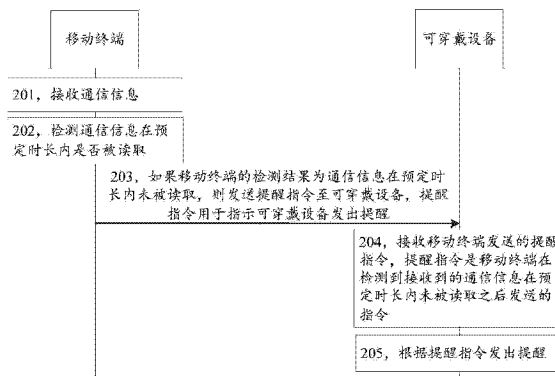 移动终端
可穿戴设备
201，接收通信信息
202，检测通信信息在预
定时长内是否被读取
203，如果移动终端的检测结果为通信信息在预定时
长内未被读取，则发送提醒指令至可穿戴设备，提醒
指令用于指示可穿戴设备发出提醒
204，接收移动终端发送的提醒
指令，提醒指令是移动终端在
检测到接收到的通信信息在预
定时长内未被读取之后发送的
指令
205，根据提醒指令发出提醒